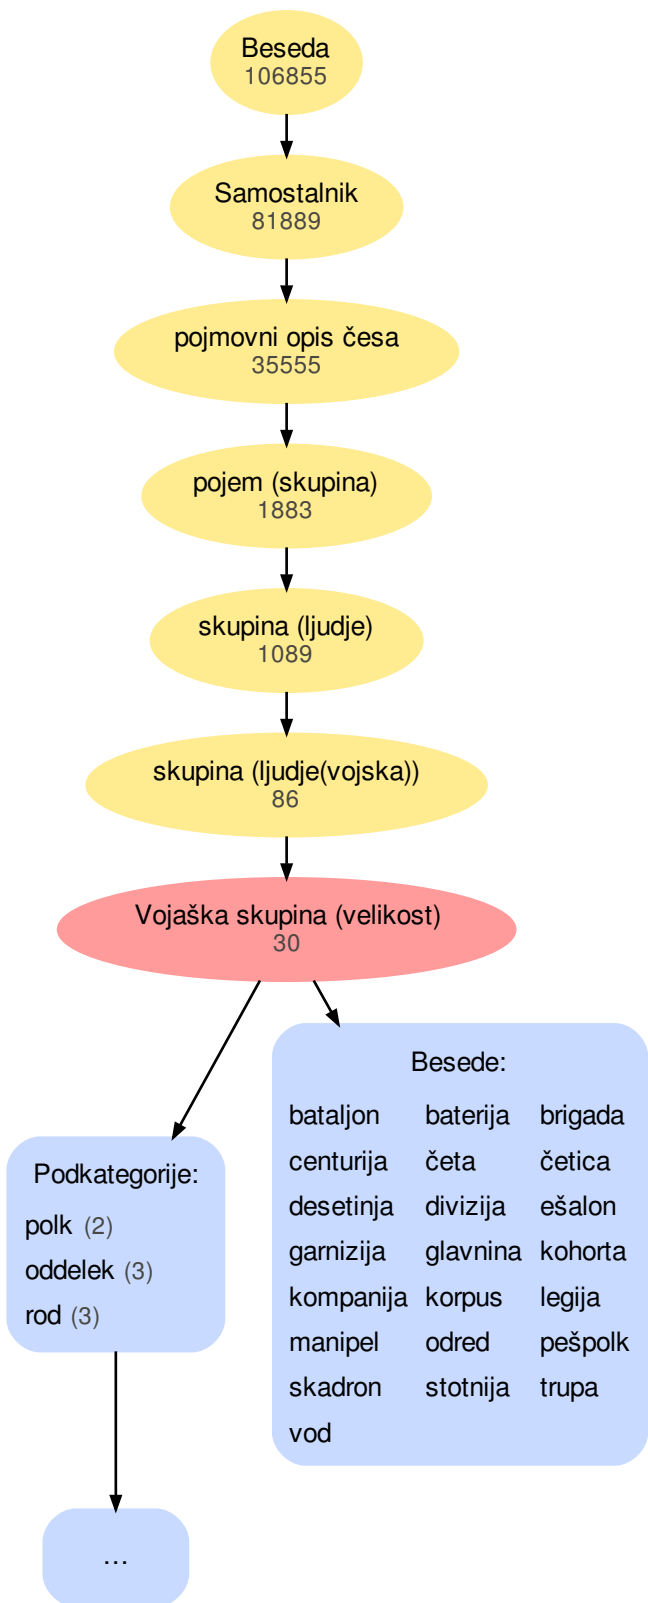 Beseda
106855
Samostalnik
81889
pojmovni opis česa
35555
pojem (skupina)
1883
skupina (ljudje)
1089
skupina (ljudje(vojska))
86
Vojaška skupina (velikost)
30
Besede:
bataljon baterija brigada
centurija četa četica
desetinja divizija ešalon
garnizija glavnina kohorta
kompanija korpus legija
manipel odred pešpolk
skadron stotnija trupa
vod
Podkategorije:
polk (2)
oddelek (3)
rod (3)
...